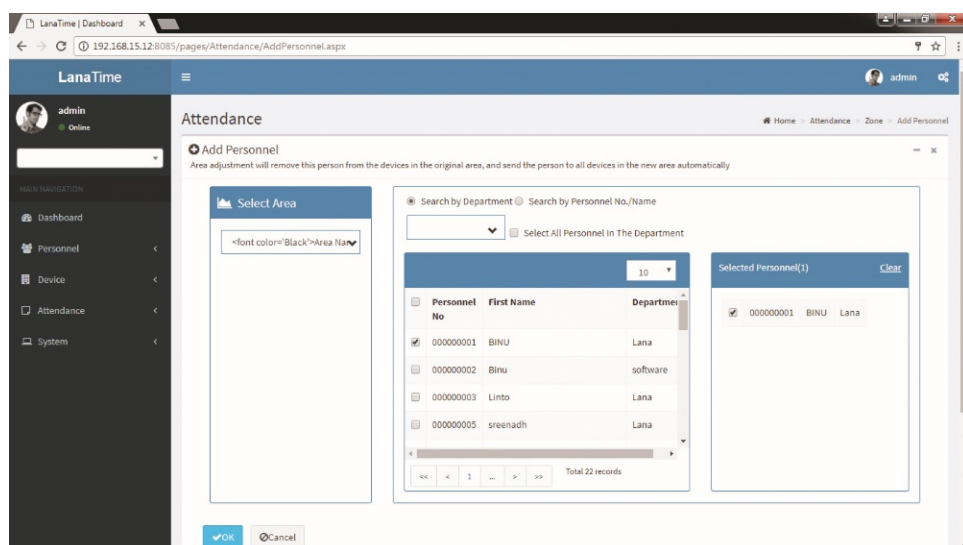 LanaTime | Dashboard
192.168.15.12:8085/pages/Attendance/AddPersonnel.aspx
LanaTime
admin
admin
Online
Attendance
Home > Attendance > Zone > Add Personnel
Add Personnel
Area adjustment will remove this person from the devices in the original area, and send the person to all devices in the new area automatically
MAIN NAVIGATION
Dashboard
Personnel
Device
Attendance
System
Select Area
<font color='Black'>Area Nam
Search by Department Search by Personnel No./Name
Select All Personnel In The Department
10
Personnel No First Name Departmen
000000001 BINU Lana
000000002 Binu software
000000003 Linto Lana
000000005 sreenadh Lana
<< < 1 ... > >> Total 22 records
Selected Personnel(1) Clear
000000001 BINU Lana
OK Cancel